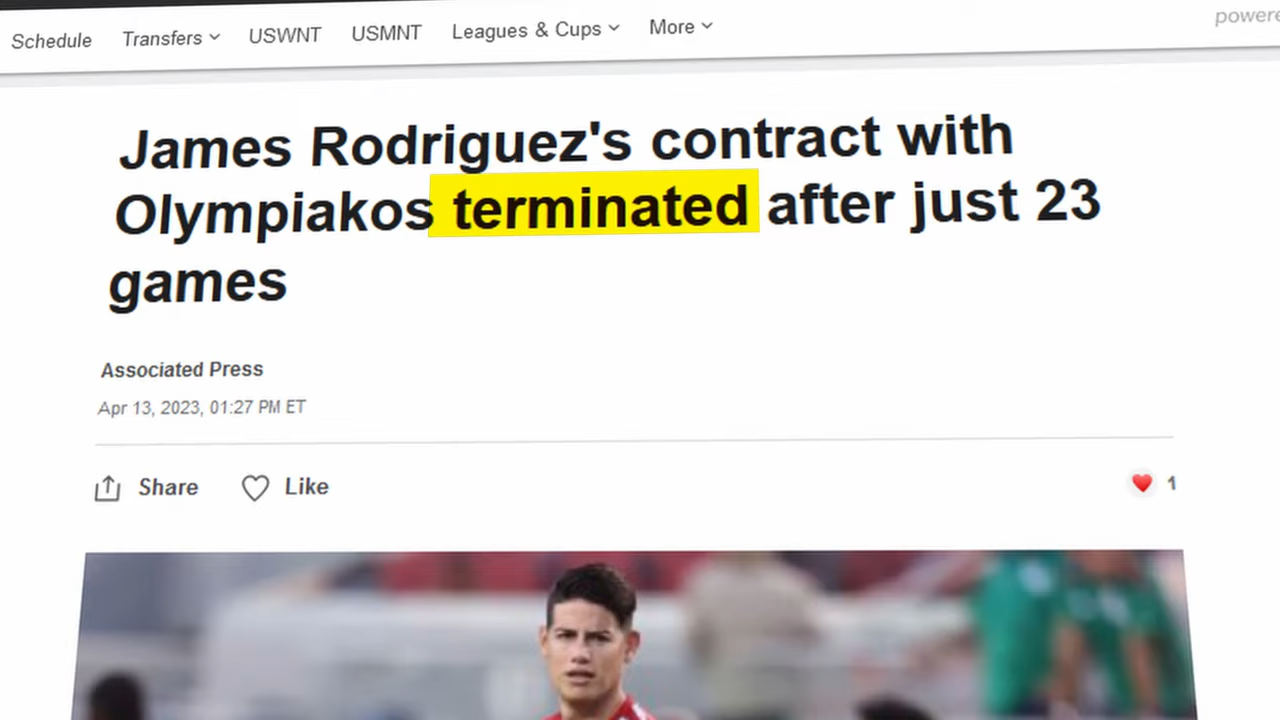 Schedule Transfers USWNT USMNT Leagues & Cups More
James Rodriguez's contract with
Olympiakos terminated after just 23
games
Associated Press
Apr 13, 2023, 01:27 PM ET
Share Like 1